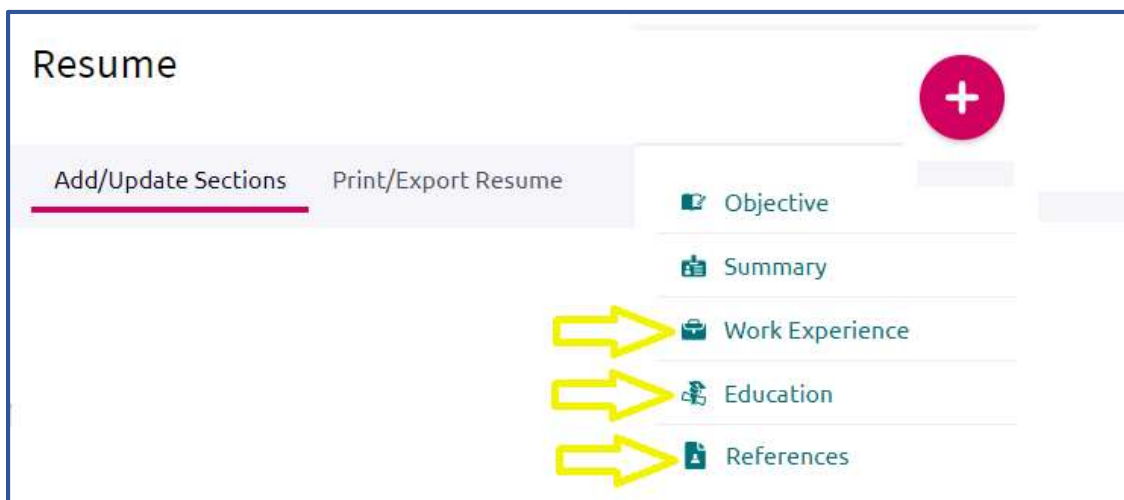 Resume
Add/Update Sections Print/Export Resume
Objective
Summary
Work Experience
Education
References